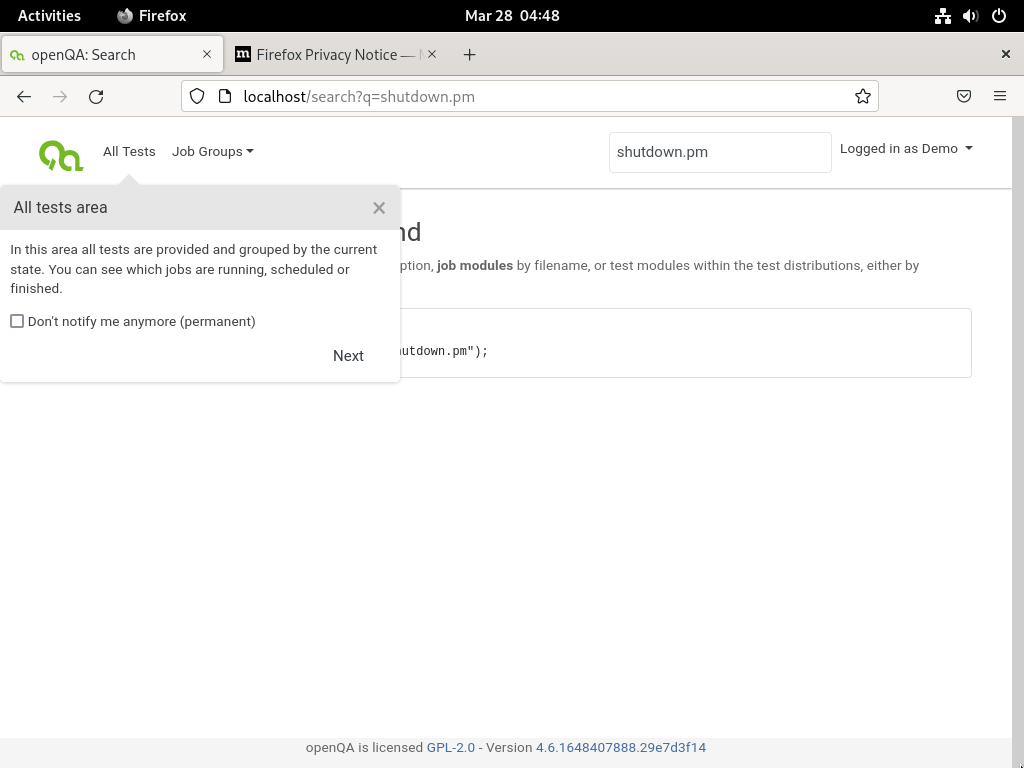 Activities Firefox Mar 28 04:48
openQA: Search Firefox Privacy Notice —
localhost/search?q=shutdown.pm
All Tests Job Groups shutdown.pm Logged in as Demo
All tests area
nd
In this area all tests are provided and grouped by the current
state. You can see which jobs are running, scheduled or
finished.
ption, job modules by filename, or test modules within the test distributions, either by
Don't notify me anymore (permanent)
utdown.pm");
Next
openQA is licensed GPL-2.0 - Version 4.6.1648407888.29e7d3f14